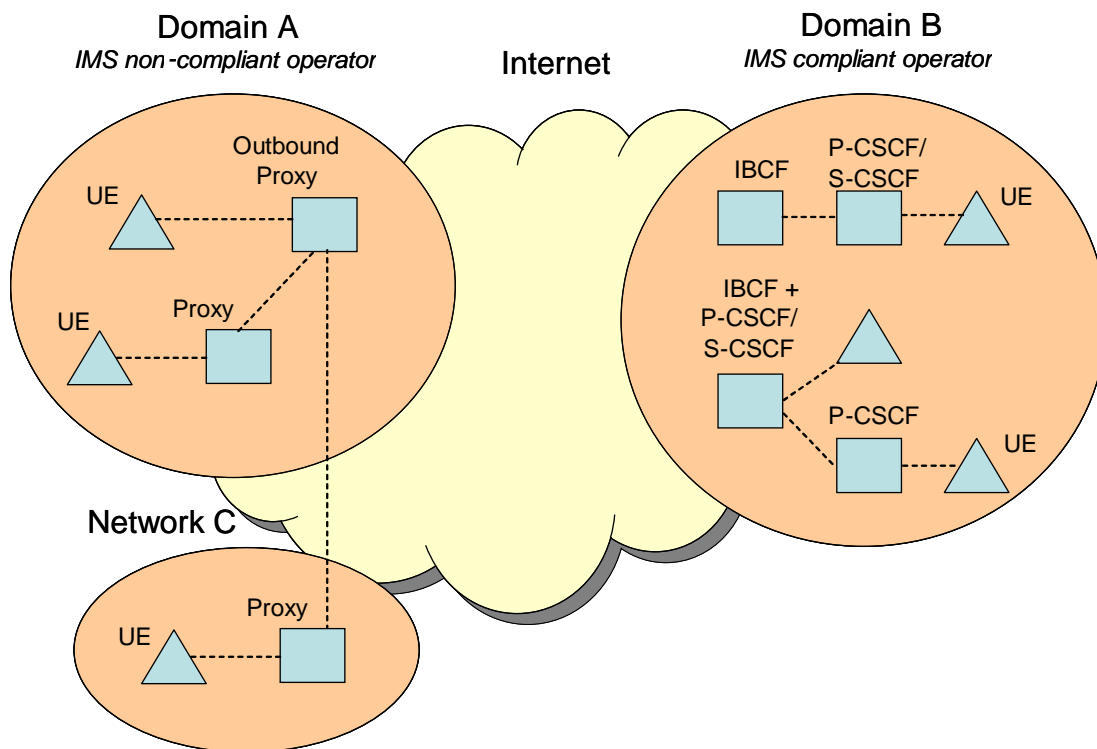 Domain A
IMS non-compliant operator
Internet
Domain B
IMS compliant operator
Outbound
Proxy
UE
Proxy
UE
IBCF
P-CSCF/
S-CSCF
UE
IBCF +
P-CSCF/
S-CSCF
P-CSCF
UE
Network C
Proxy
UE